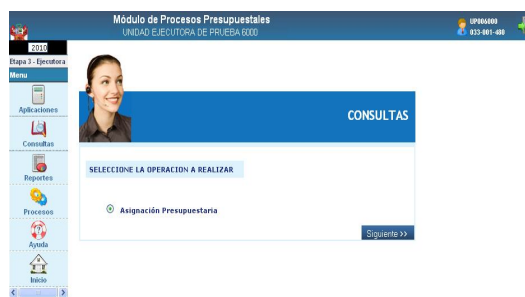 Módulo de Procesos Presupuestales
UNIDAD EJECUTORA DE PRUEBA 6000
UP006000
033-001-480
2010
Etapa 3 - Ejecutora
Menu
Aplicaciones
Consultas
Reportes
Procesos
Ayuda
Inicio
CONSULTAS
SELECCIONE LA OPERACION A REALIZAR
Asignación Presupuestaria
Siguiente >>